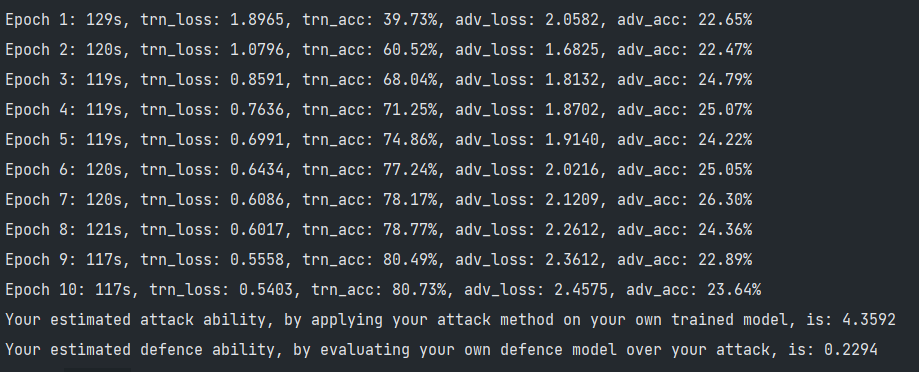 Epoch 1: 129s, trn_loss: 1.8965, trn_acc: 39.73%, adv_loss: 2.0582, adv_acc: 22.65%
Epoch 2: 120s, trn_loss: 1.0796, trn_acc: 60.52%, adv_loss: 1.6825, adv_acc: 22.47%
Epoch 3: 119s, trn_loss: 0.8591, trn_acc: 68.04%, adv_loss: 1.8132, adv_acc: 24.79%
Epoch 4: 119s, trn_loss: 0.7636, trn_acc: 71.25%, adv_loss: 1.8702, adv_acc: 25.07%
Epoch 5: 119s, trn_loss: 0.6991, trn_acc: 74.86%, adv_loss: 1.9140, adv_acc: 24.22%
Epoch 6: 120s, trn_loss: 0.6434, trn_acc: 77.24%, adv_loss: 2.0216, adv_acc: 25.05%
Epoch 7: 120s, trn_loss: 0.6086, trn_acc: 78.17%, adv_loss: 2.1209, adv_acc: 26.30%
Epoch 8: 121s, trn_loss: 0.6017, trn_acc: 78.77%, adv_loss: 2.2612, adv_acc: 24.36%
Epoch 9: 117s, trn_loss: 0.5558, trn_acc: 80.49%, adv_loss: 2.3612, adv_acc: 22.89%
Epoch 10: 117s, trn_loss: 0.5403, trn_acc: 80.73%, adv_loss: 2.4575, adv_acc: 23.64%
Your estimated attack ability, by applying your attack method on your own trained model, is: 4.3592
Your estimated defence ability, by evaluating your own defence model over your attack, is: 0.2294